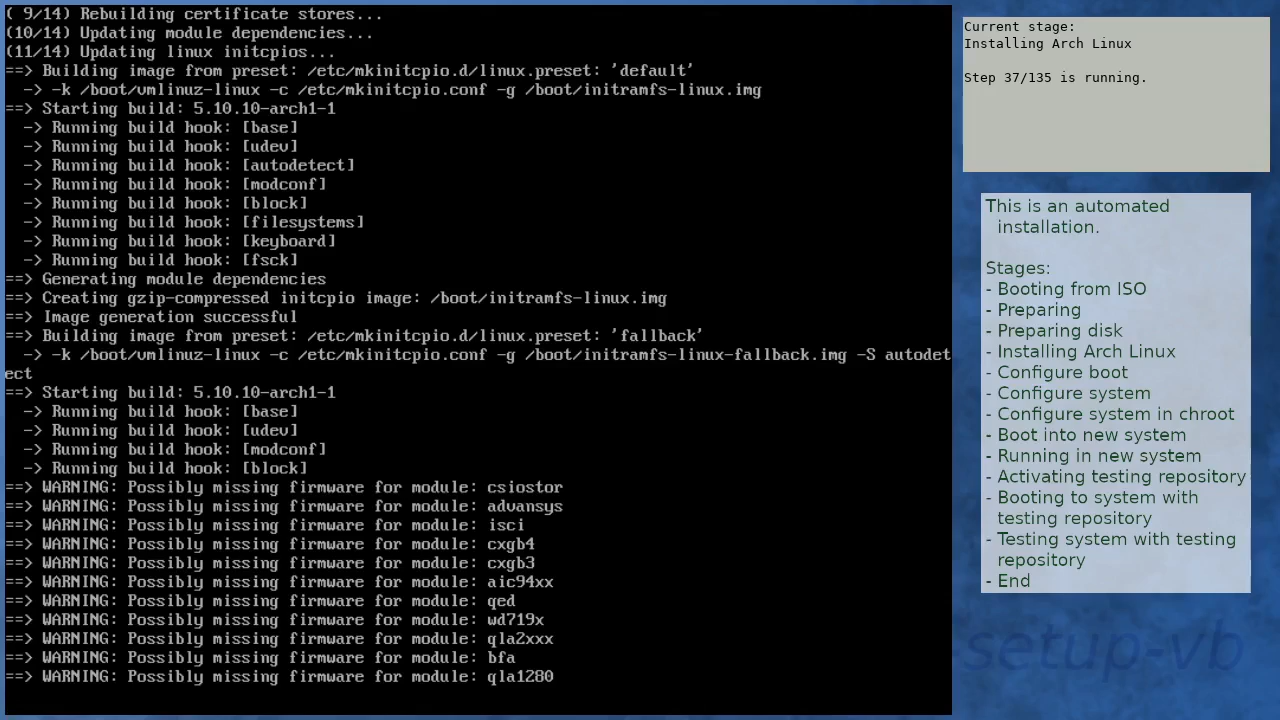 ( 9/14) Rebuilding certificate stores...
(10/14) Updating module dependencies...
(11/14) Updating linux initcpios...
==> Building image from preset: /etc/mkinitcpio.d/linux.preset: 'default'
  -> -k /boot/vmlinuz-linux -c /etc/mkinitcpio.conf -g /boot/initramfs-linux.img
==> Starting build: 5.10.10-arch1-1
  -> Running build hook: [base]
  -> Running build hook: [udev]
  -> Running build hook: [autodetect]
  -> Running build hook: [modconf]
  -> Running build hook: [block]
  -> Running build hook: [filesystems]
  -> Running build hook: [keyboard]
  -> Running build hook: [fsck]
==> Generating module dependencies
==> Creating gzip-compressed initcpio image: /boot/initramfs-linux.img
==> Image generation successful
==> Building image from preset: /etc/mkinitcpio.d/linux.preset: 'fallback'
  -> -k /boot/vmlinuz-linux -c /etc/mkinitcpio.conf -g /boot/initramfs-linux-fallback.img -S autodet
ect
==> Starting build: 5.10.10-arch1-1
  -> Running build hook: [base]
  -> Running build hook: [udev]
  -> Running build hook: [modconf]
  -> Running build hook: [block]
==> WARNING: Possibly missing firmware for module: csiostor
==> WARNING: Possibly missing firmware for module: advansys
==> WARNING: Possibly missing firmware for module: isci
==> WARNING: Possibly missing firmware for module: cxgb4
==> WARNING: Possibly missing firmware for module: cxgb3
==> WARNING: Possibly missing firmware for module: aic94xx
==> WARNING: Possibly missing firmware for module: qed
==> WARNING: Possibly missing firmware for module: wd719x
==> WARNING: Possibly missing firmware for module: qla2xxx
==> WARNING: Possibly missing firmware for module: bfa
==> WARNING: Possibly missing firmware for module: qla1280
Current stage:
Installing Arch Linux
Step 37/135 is running.
This is an automated
installation.
Stages:
- Booting from ISO
- Preparing
- Preparing disk
- Installing Arch Linux
- Configure boot
- Configure system
- Configure system in chroot
- Boot into new system
- Running in new system
- Activating testing repository
- Booting to system with
testing repository
- Testing system with testing
repository
- End
setup-vb